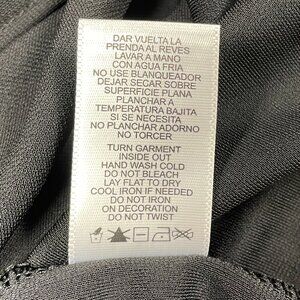 DAR VUELTA LA
PRENDA AL REVES
LAVAR A MANO
CON AGUA FRIA
NO USE BLANQUEADOR
DEJAR SEGAR SOBRE
SUPERFICIE PLANA
PLANCHAR A
TEMPERATURA BAJITA
SI SE NECESITA
NO PLANCHAR ADORNO
NO TORCER
TURN GARMENT
INSIDE OUT
HAND WASH COLD
DO NOT BLEACH
LAY FLAT TO DRY
COOL IRON IF NEEDED
DO NOT IRON
ON DECORATION
DO NOT TWIST